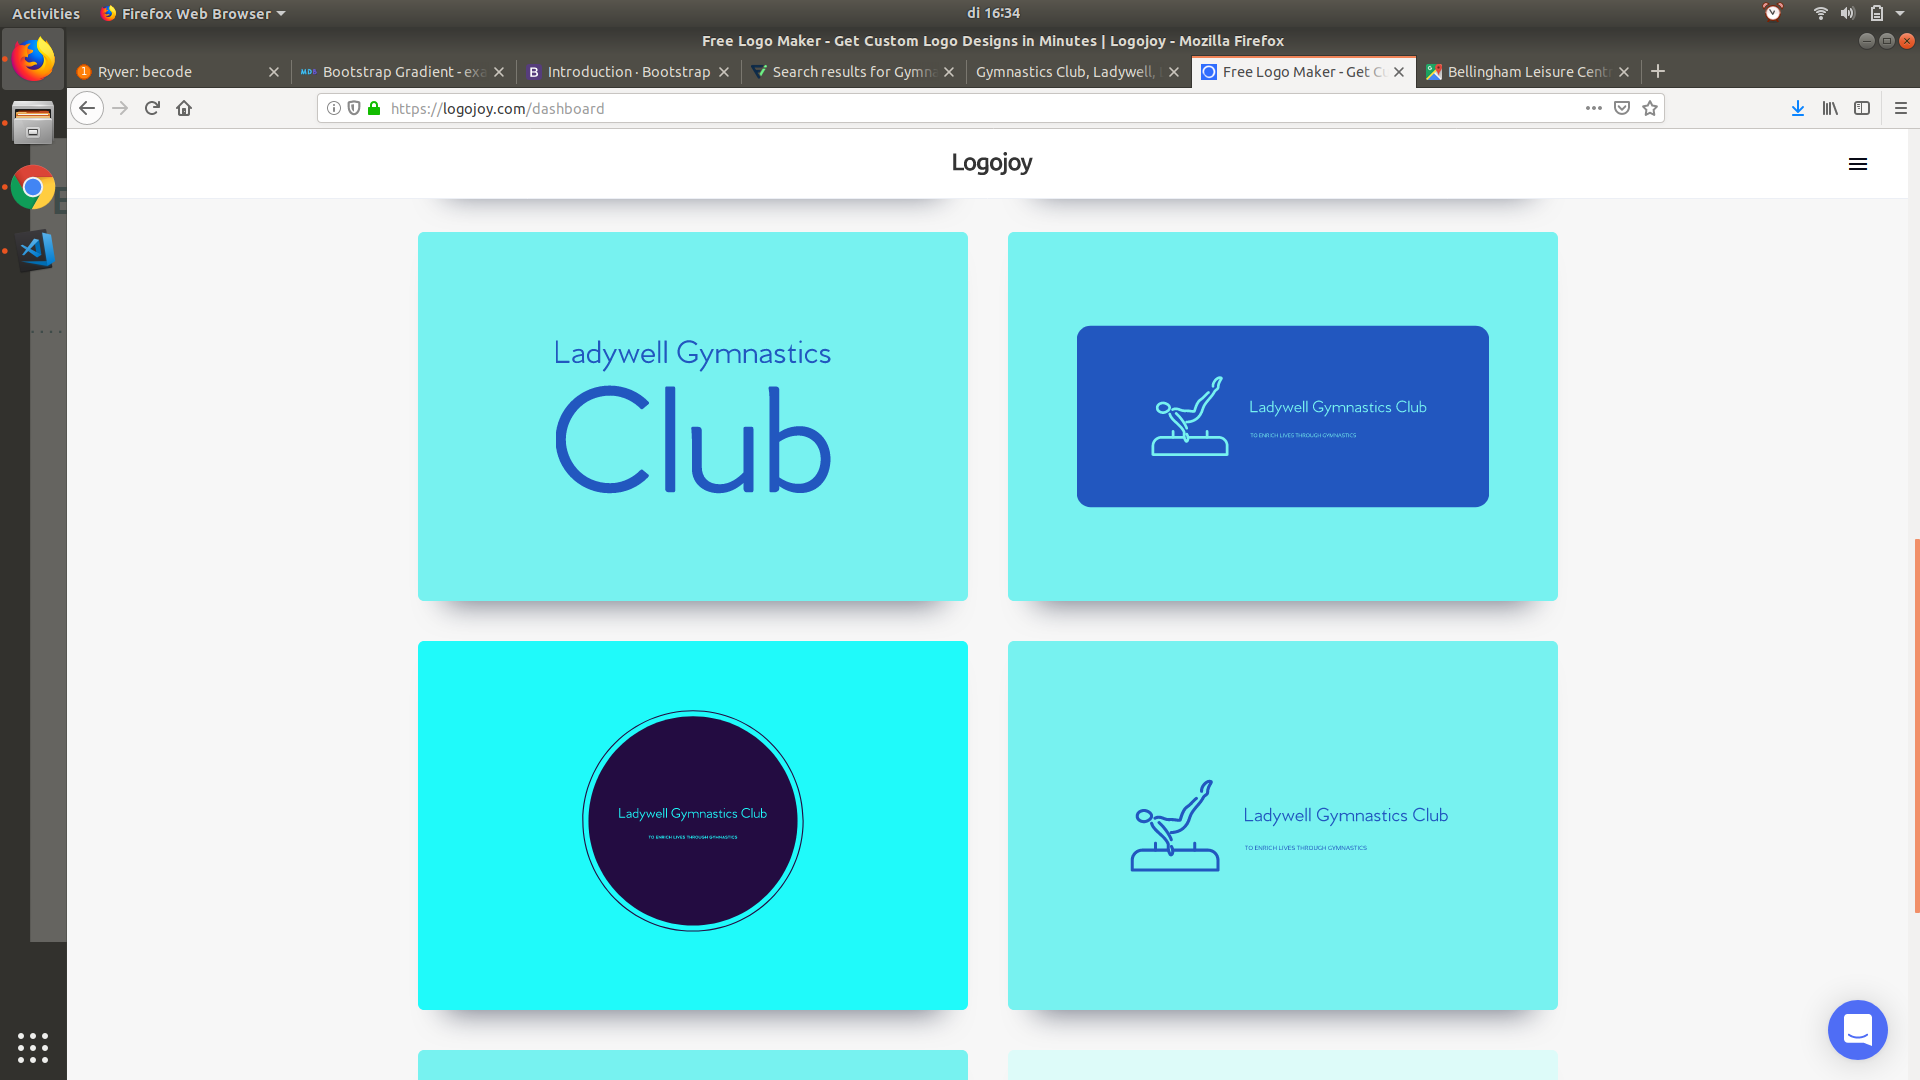 Activities
Firefox Web Browser
di 16:34
Free Logo Maker - Get Custom Logo Designs in Minutes | Logojoy - Mozilla Firefox
Ryver: becode
Bootstrap Gradient - exa
Introduction · Bootstrap
Search results for Gymna
Gymnastics Club, Ladywell,
Free Logo Maker - Get Cu
Bellingham Leisure Centr
https://logojoy.com/dashboard
Logojoy
Ladywell Gymnastics
Club
Ladywell Gymnastics Club
TO ENRICH LIVES THROUGH GYMNASTICS
Ladywell Gymnastics Club
TO ENRICH LIVES THROUGH GYMNASTICS
Ladywell Gymnastics Club
TO ENRICH LIVES THROUGH GYMNASTICS